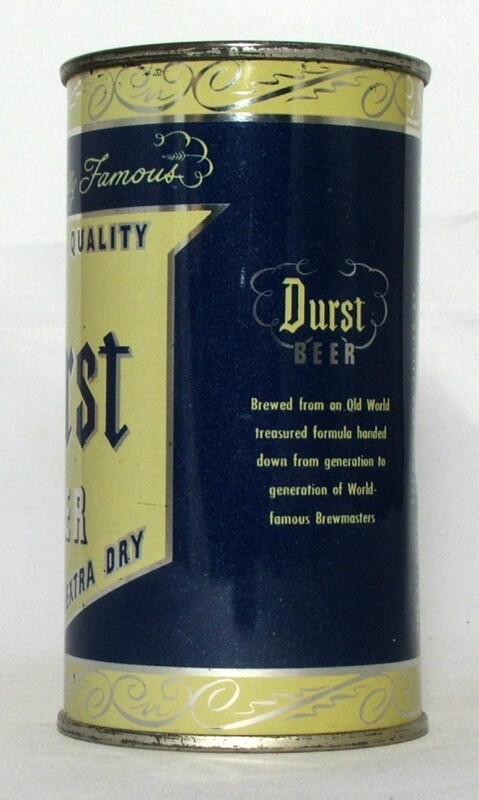 Famous
QUALITY
rst
ER
EXTRA DRY
Durst
BEER
Brewed from an Old World
treasured formula handed
down from generation to
generation of World-
famous Brewmasters